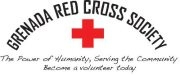 GRENADA RED CROSS SOCIETY
The Power of Humanity, Serving the Community
Become a volunteer today